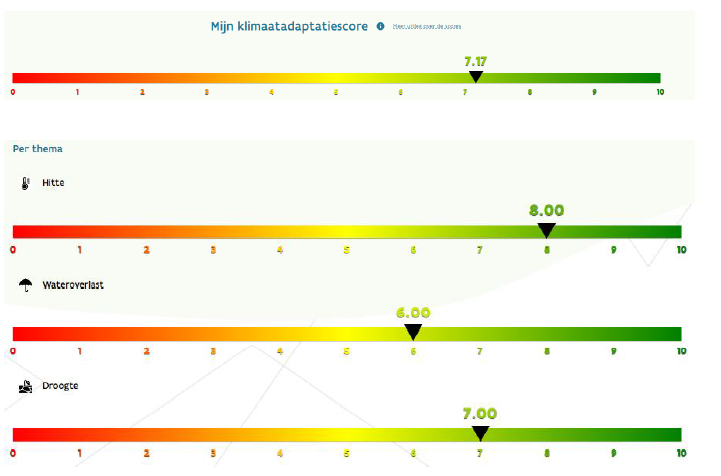 Mijn klimaatadaptatiescore
7.17
0 1 2 3 4 5 6 7 8 9 10
Per thema
Hitte
8.00
0 1 2 3 4 5 6 7 8 9 10
Wateroverlast
6.00
0 1 2 3 4 5 6 7 8 9 10
Droogte
7.00
0 1 2 3 4 5 6 7 8 9 10